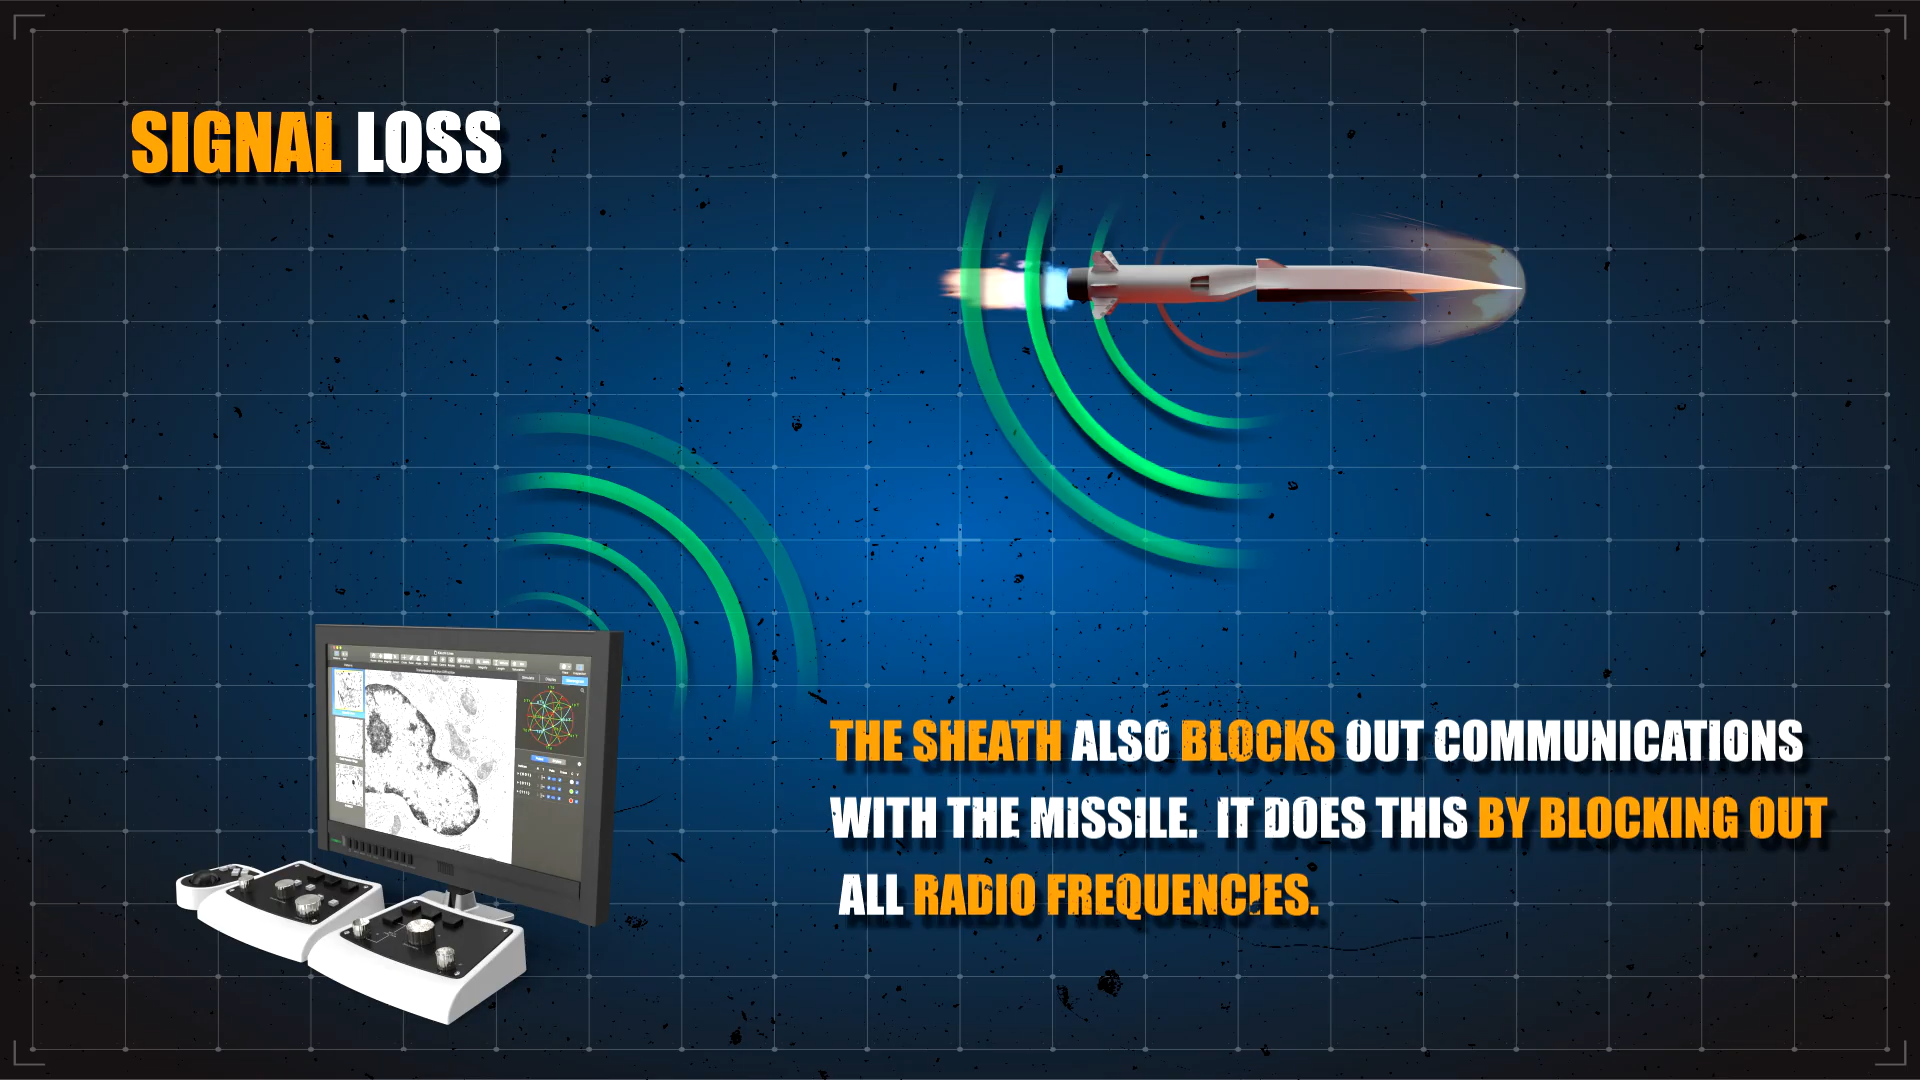 SIGNAL LOSS
THE SHEATH ALSO BLOCKS OUT COMMUNICATIONS
WITH THE MISSILE. IT DOES THIS BY BLOCKING OUT
ALL RADIO FREQUENCIES.